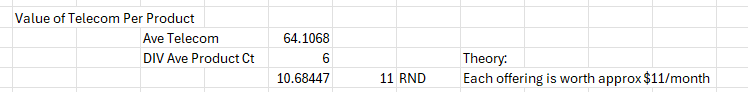 Value of Telecom Per Product
Ave Telecom 64.1068
DIV Ave Product Ct 6 Theory:
10.68447 11 RND Each offering is worth approx $11/month